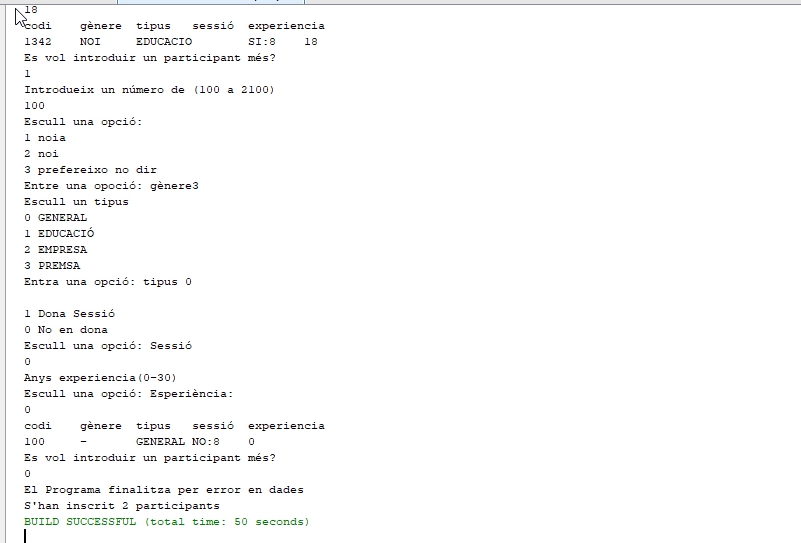 18
codi gènere tipus sessió experiencia
1342 NOI EDUCACIO SI:8 18
Es vol introduir un participant més?
1
Introdueix un número de (100 a 2100)
100
Escull una opció:
1 noia
2 noi
3 prefereixo no dir
Entre una opoció: gènere3
Escull un tipus
0 GENERAL
1 EDUCACIÓ
2 EMPRESA
3 PREMSA
Entra una opció: tipus 0
1 Dona Sessió
0 No en dona
Escull una opció: Sessió
0
Anys experiencia(0-30)
Escull una opció: Esperiència:
0
codi gènere tipus sessió experiencia
100 - GENERAL NO:8 0
Es vol introduir un participant més?
0
El Programa finalitza per error en dades
S'han inscrit 2 participants
BUILD SUCCESSFUL (total time: 50 seconds)